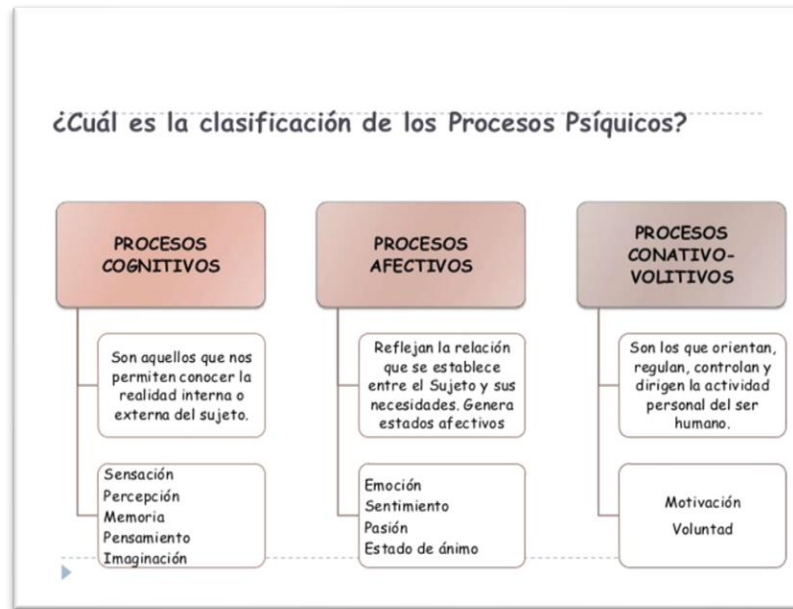 ¿Cuál es la clasificación de los Procesos Psíquicos?
PROCESOS
COGNITIVOS
Son aquellos que nos
permiten conocer la
realidad interna o
externa del sujeto.
Sensación
Percepción
Memoria
Pensamiento
Imaginación
PROCESOS
AFECTIVOS
Reflejan la relación
que se establece
entre el Sujeto y sus
necesidades. Genera
estados afectivos
Emoción
Sentimiento
Pasión
Estado de ánimo
PROCESOS
CONATIVO-
VOLITIVOS
Son los que orientan,
regulan, controlan y
dirigen la actividad
personal del ser
humano.
Motivación
Voluntad